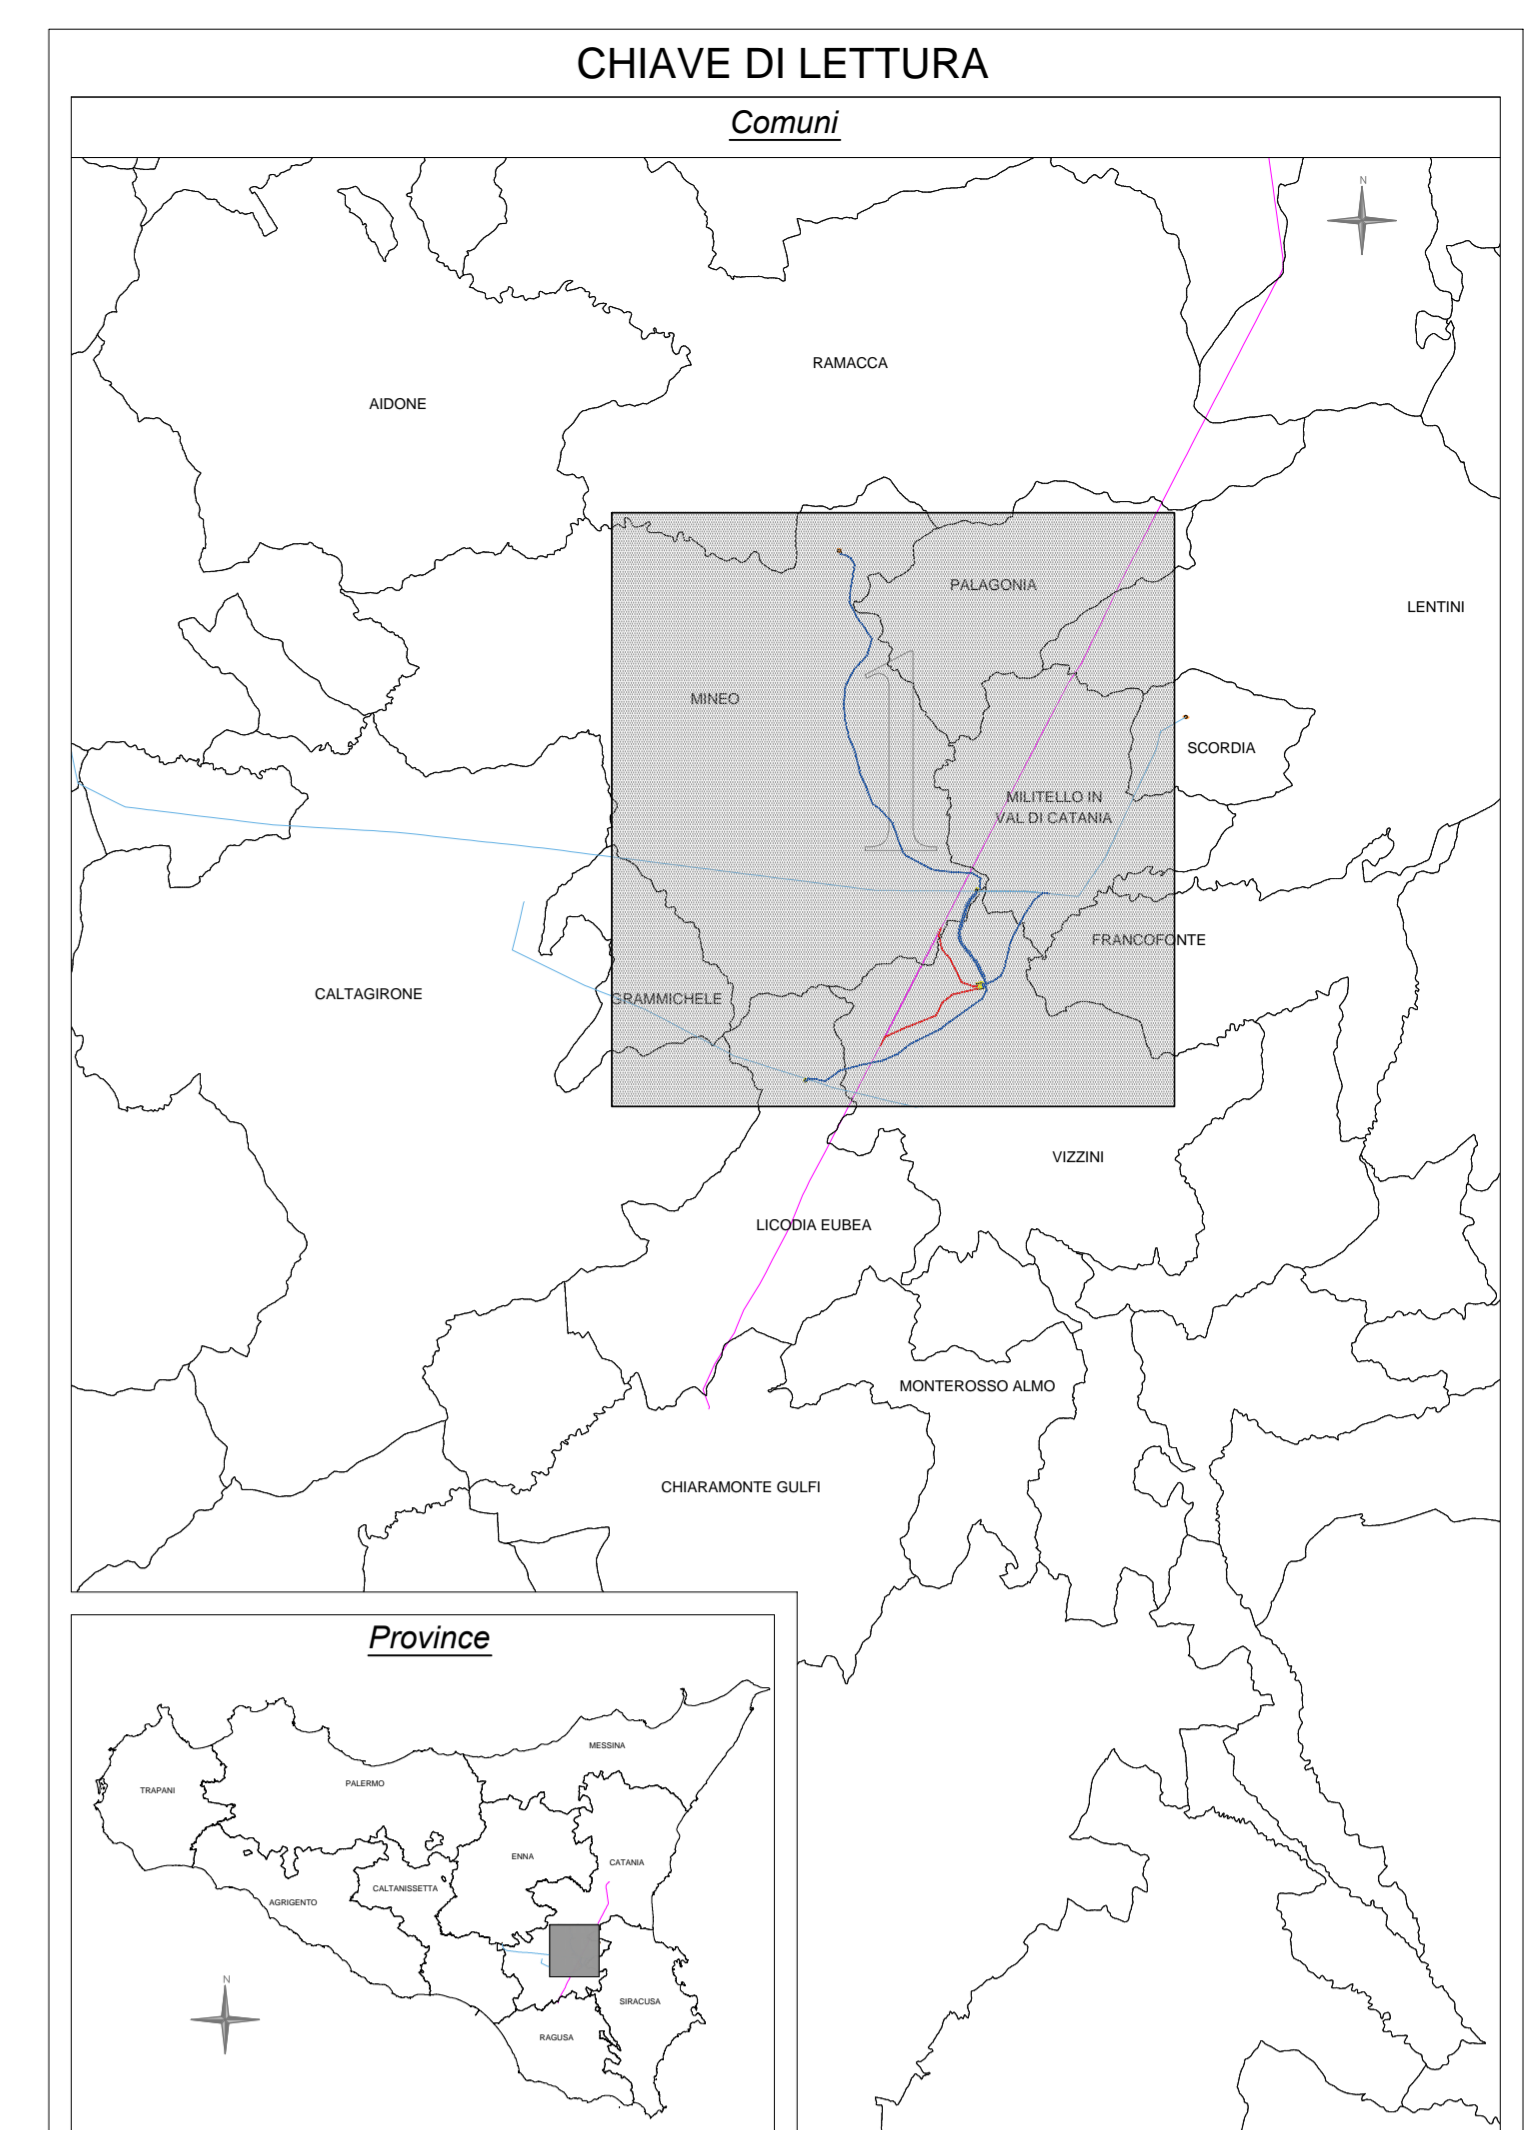 CHIAVE DI LETTURA
Comuni
N
RAMACCA
AIDONE
PALAGONIA
LENTINI
1
MINEO
SCORDIA
MILITELLO IN
VAL DI CATANIA
FRANCOFONTE
CALTAGIRONE
GRAMMICHELE
VIZZINI
LICODIA EUBEA
MONTEROSSO ALMO
CHIARAMONTE GULFI
Province
MESSINA
PALERMO
TRAPANI
ENNA
CATANIA
CALTANISSETTA
AGRIGENTO
N
SIRACUSA
RAGUSA